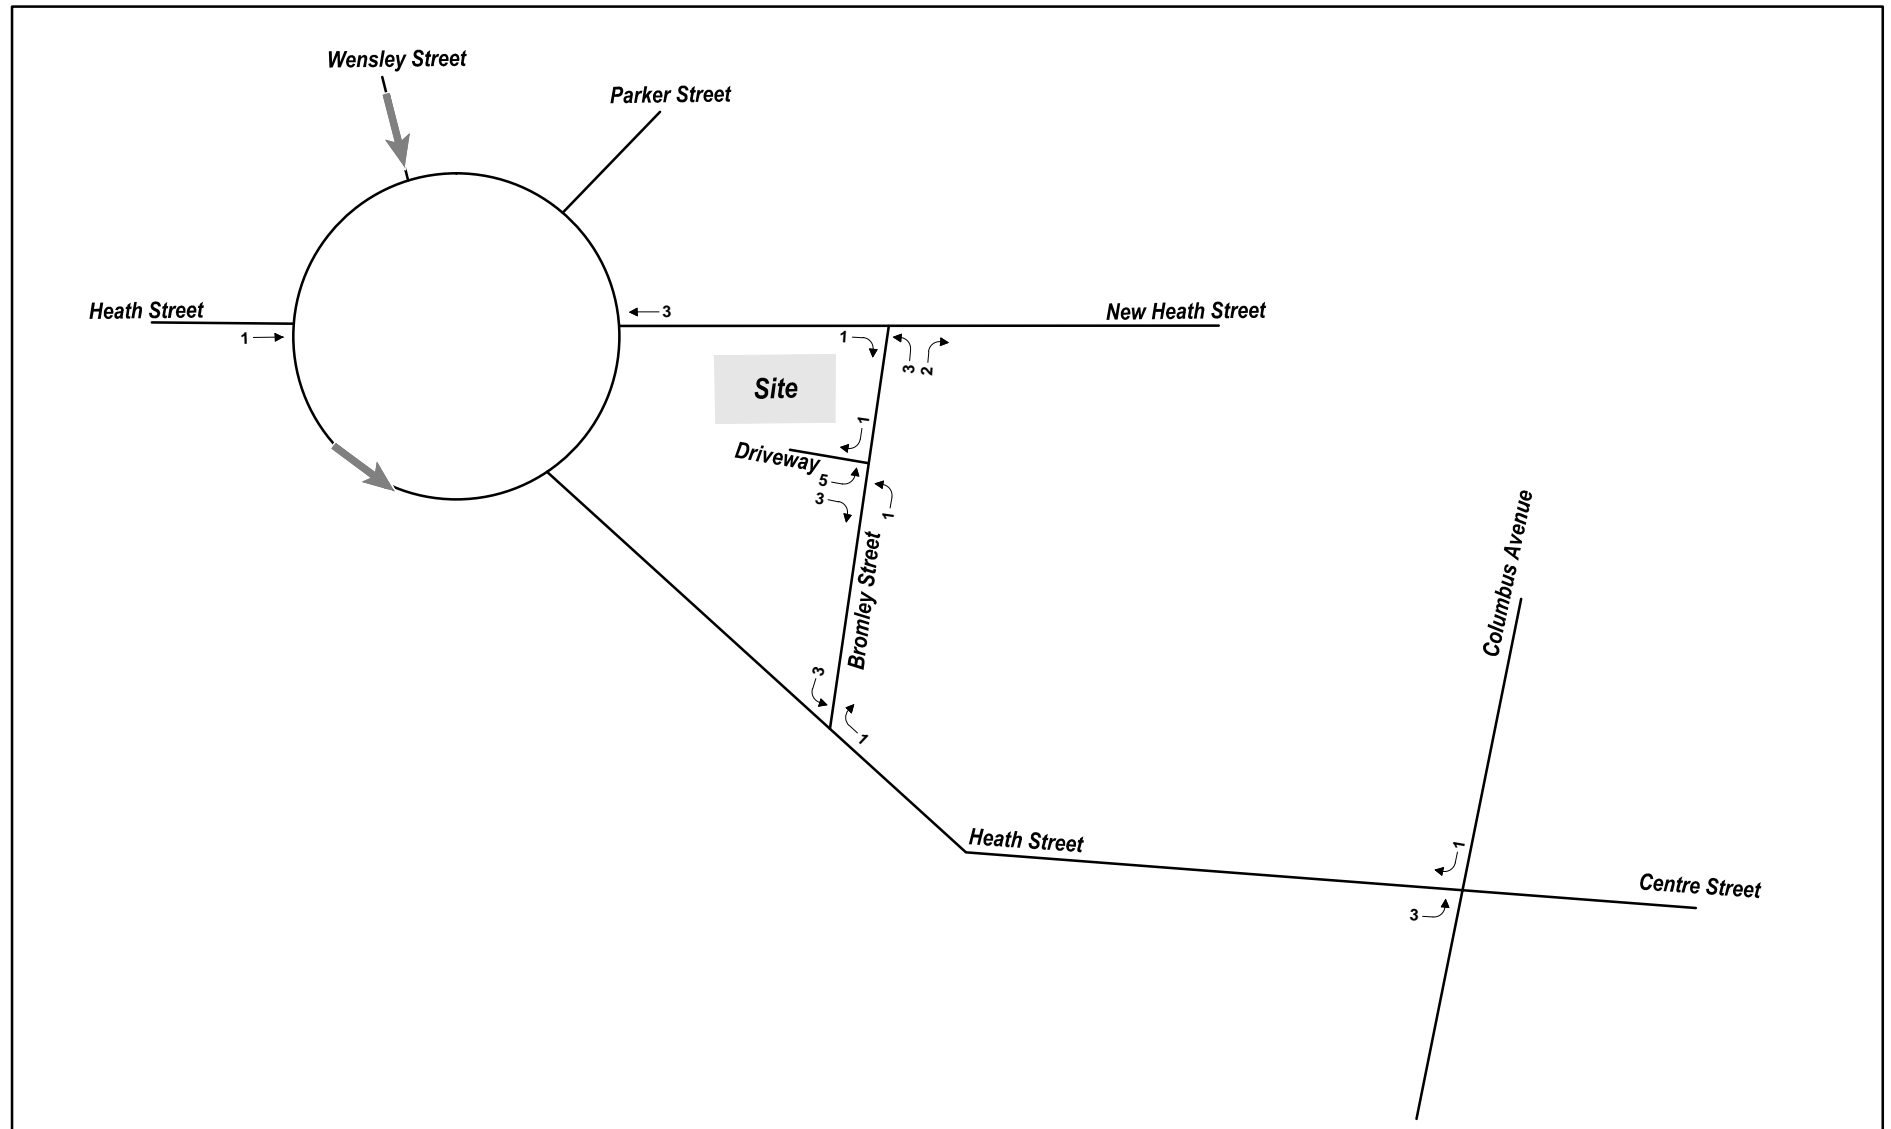 Wensley Street
Parker Street
Heath Street
1
3
New Heath Street
1
3
2
Site
1
Driveway
5
3
1
Bromley Street
Columbus Avenue
3
1
Heath Street
1
Centre Street
3